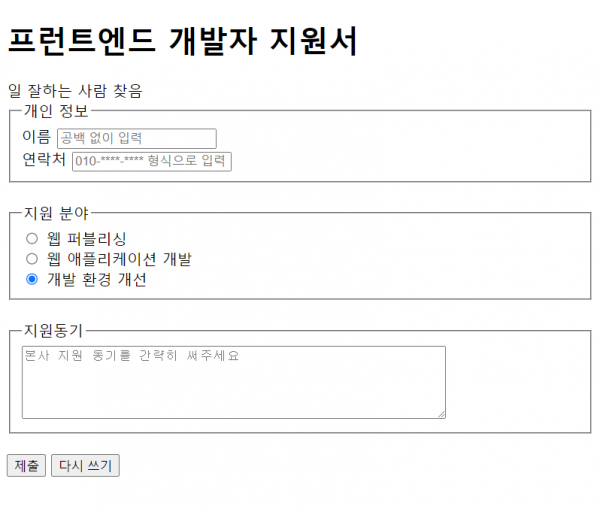 프런트엔드 개발자 지원서
일 잘하는 사람 찾음
개인 정보
이름 공백 없이 입력
연락처 010-****-**** 형식으로 입력
지원 분야
웹 퍼블리싱
웹 애플리케이션 개발
개발 환경 개선
지원동기
본사 지원 동기를 간략히 써주세요
제출 다시 쓰기